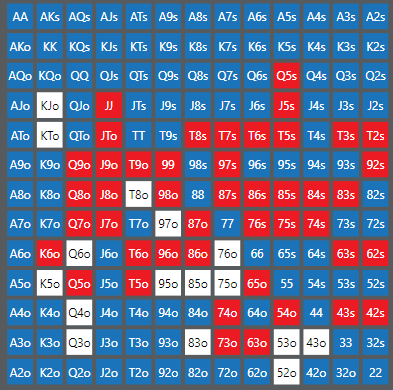 AA AKs AQs AJs ATs A9s A8s A7s A6s A5s A4s A3s A2s
AKo KK KQs KJs KTs K9s K8s K7s K6s K5s K4s K3s K2s
AQo KQo QQ QJs QTs Q9s Q8s Q7s Q6s Q5s Q4s Q3s Q2s
AJo KJo QJo JJ JTs J9s J8s J7s J6s J5s J4s J3s J2s
ATo KTo QTo JTo TT T9s T8s T7s T6s T5s T4s T3s T2s
A9o K9o Q9o J9o T9o 99 98s 97s 96s 95s 94s 93s 92s
A8o K8o Q8o J8o T8o 98o 88 87s 86s 85s 84s 83s 82s
A7o K7o Q7o J7o T7o 97o 87o 77 76s 75s 74s 73s 72s
A6o K6o Q6o J6o T6o 96o 86o 76o 66 65s 64s 63s 62s
A5o K5o Q5o J5o T5o 95o 85o 75o 65o 55 54s 53s 52s
A4o K4o Q4o J4o T4o 94o 84o 74o 64o 54o 44 43s 42s
A3o K3o Q3o J3o T3o 93o 83o 73o 63o 53o 43o 33 32s
A2o K2o Q2o J2o T2o 92o 82o 72o 62o 52o 42o 32o 22